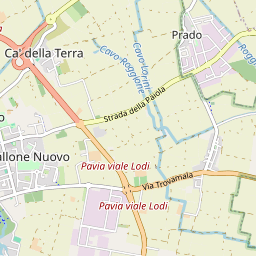 Prado
Ca' della Terra
Cavo-Roggione
Cavo-Lorini
Rogg
Strada della Paiola
o
allone Nuovo
Pavia viale Lodi
Via Trovamala
Pavia viale Lodi